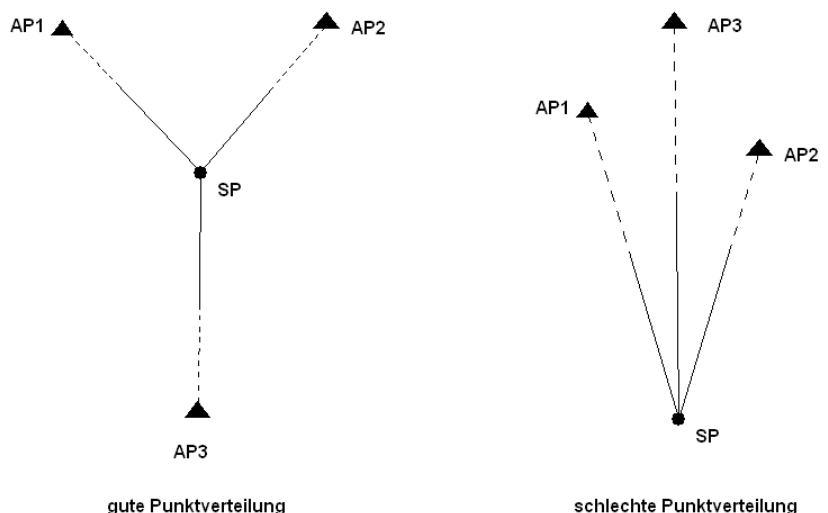 AP1
AP2
SP
AP3
gute Punktverteilung
AP3
AP1
AP2
SP
schlechte Punktverteilung